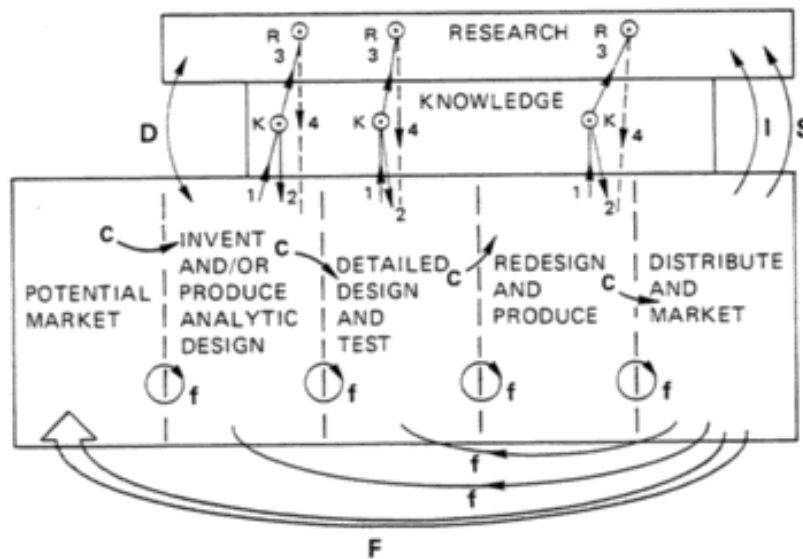 R R RESEARCH R
3 3 3
KNOWLEDGE
D K 4 K 4 K 4 I S
1 2 1 2 1 2
C INVENT
AND/OR
PRODUCE
ANALYTIC
DESIGN
C DETAILED
DESIGN
AND
TEST
C REDESIGN
AND
PRODUCE
C DISTRIBUTE
AND
MARKET
POTENTIAL
MARKET
f f f f
f
f
F